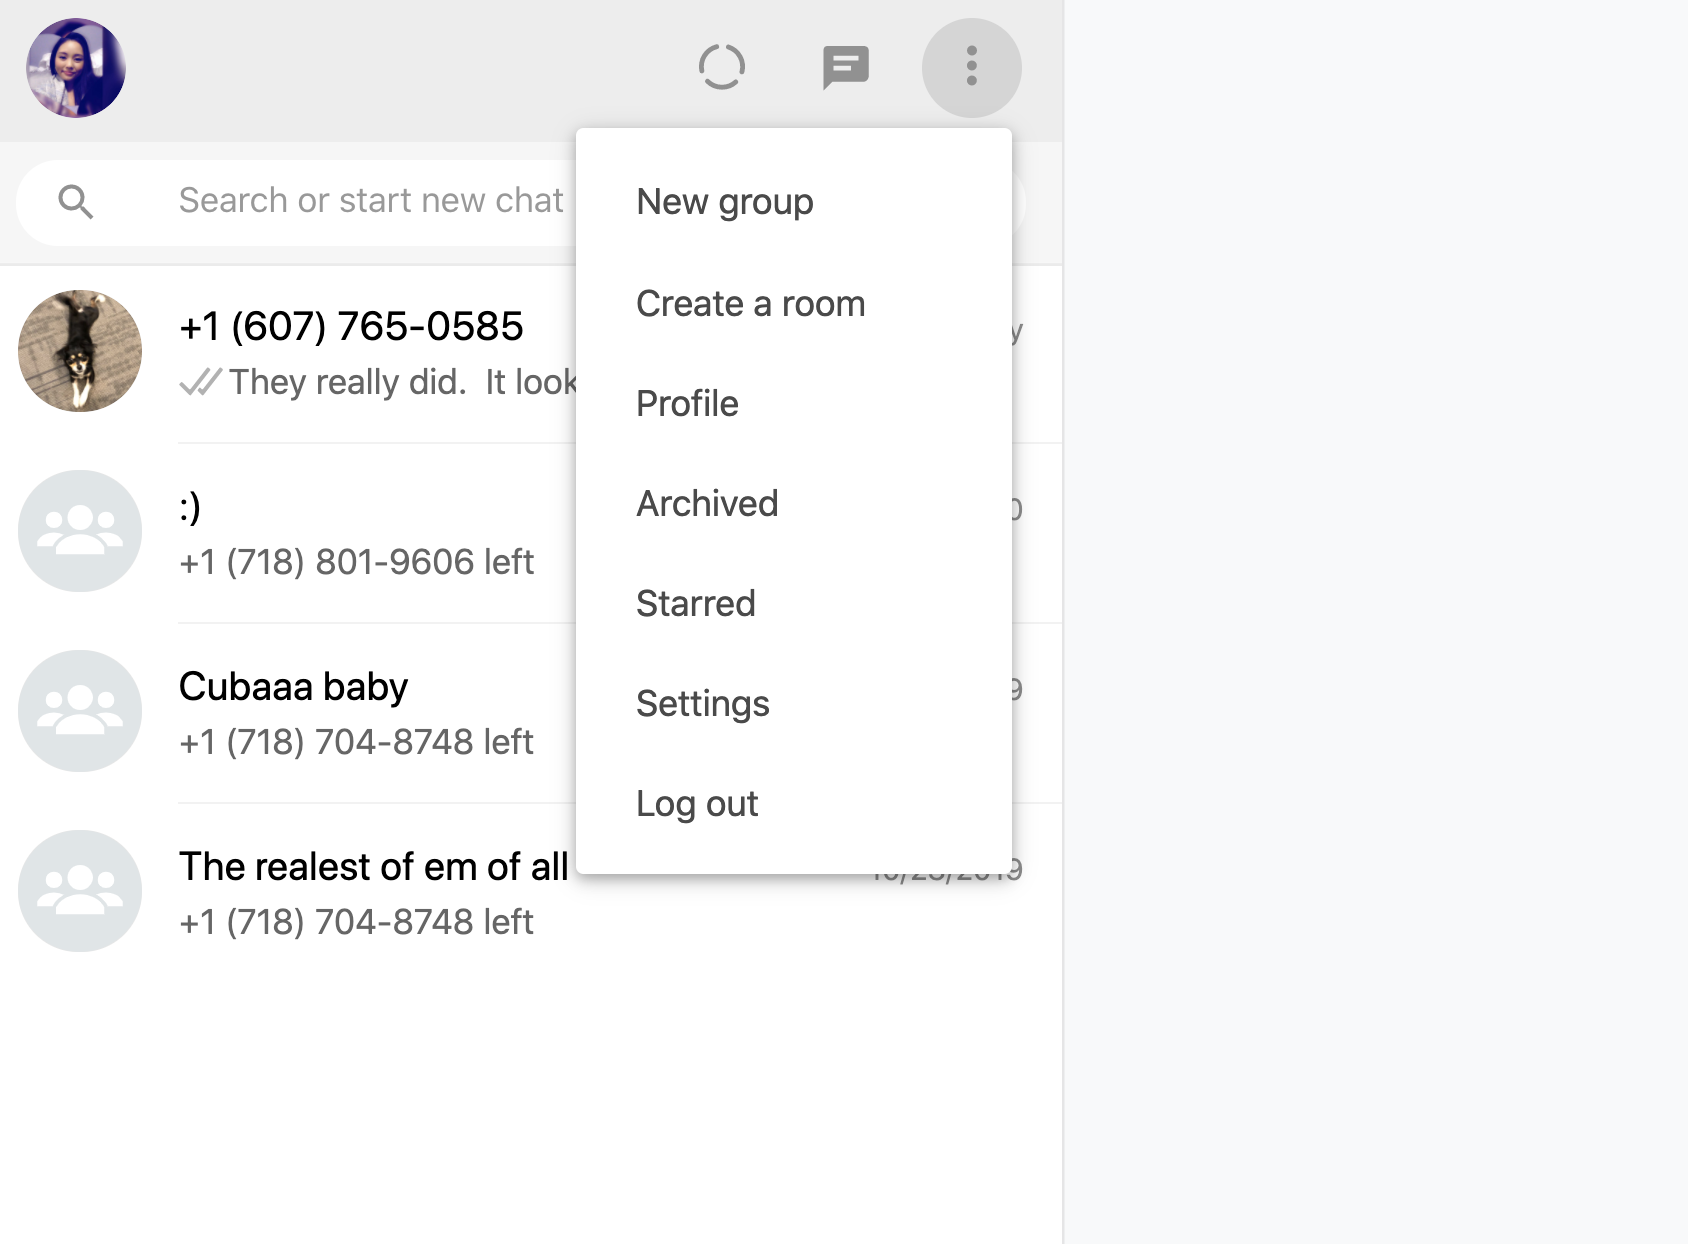 Search or start new chat
New group
Create a room
Profile
Archived
Starred
Settings
Log out
+1 (607) 765-0585
They really did.  It look
:)
+1 (718) 801-9606 left
Cubaaa baby
+1 (718) 704-8748 left
The realest of em of all
+1 (718) 704-8748 left